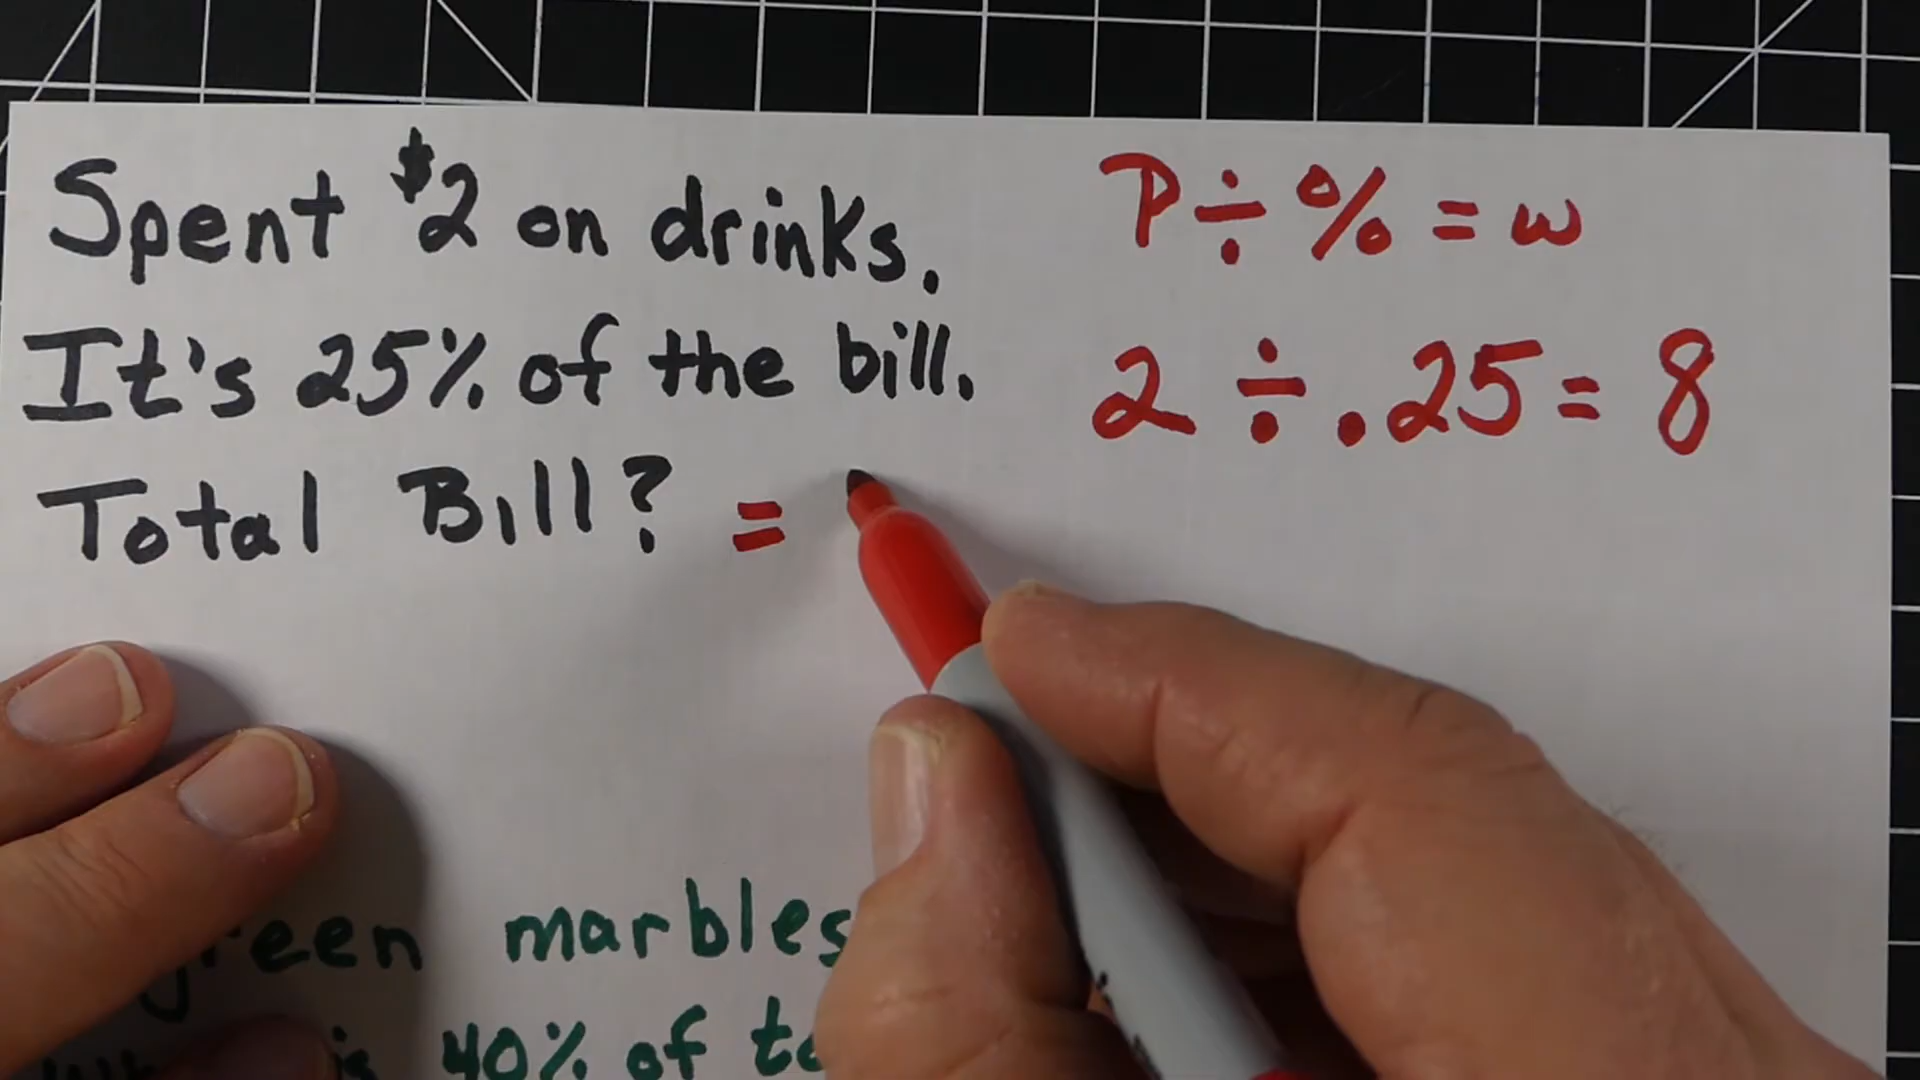 Spent $2 on drinks.
It's 25% of the bill.
Total Bill? =
P ÷ % = w
2 ÷ .25 = 8
marbles
40% of